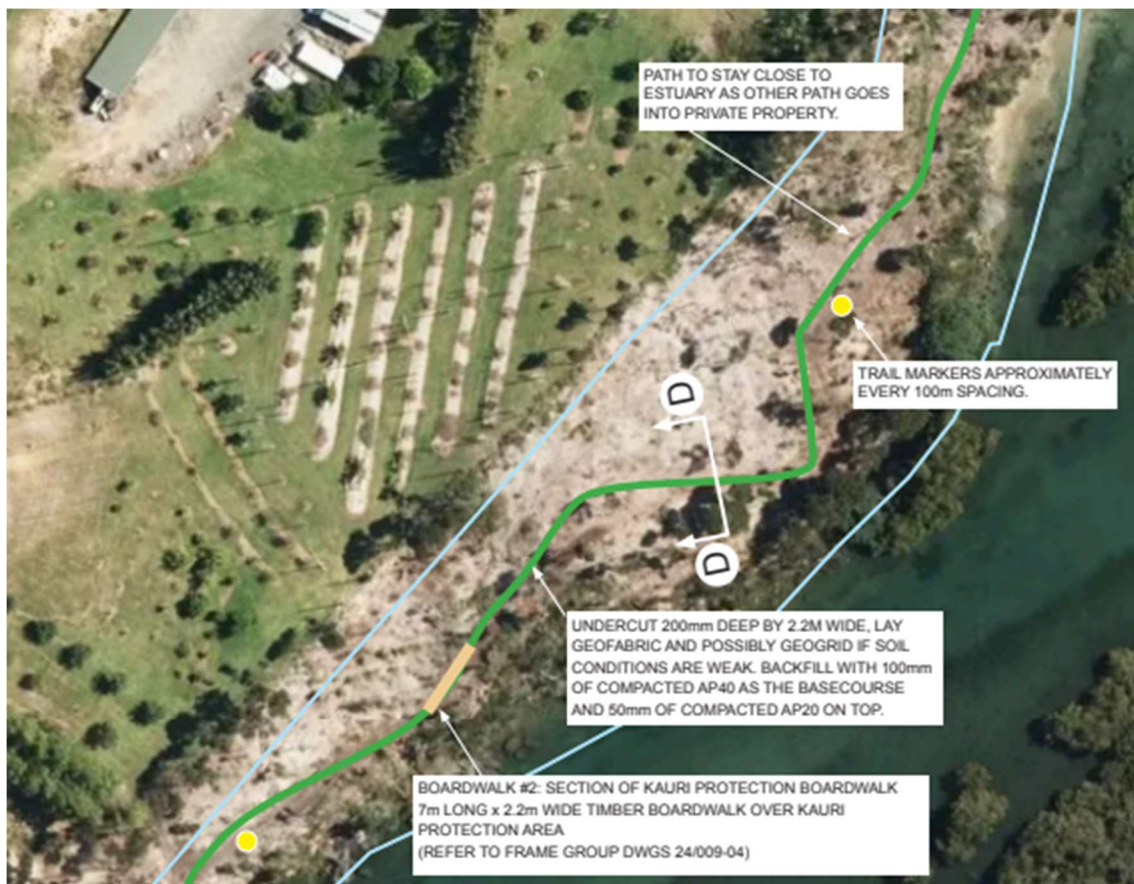 PATH TO STAY CLOSE TO
ESTUARY AS OTHER PATH GOES
INTO PRIVATE PROPERTY.
TRAIL MARKERS APPROXIMATELY
EVERY 100m SPACING.
D
D
UNDERCUT 200mm DEEP BY 2.2M WIDE, LAY
GEOFABRIC AND POSSIBLY GEOGRID IF SOIL
CONDITIONS ARE WEAK. BACKFILL WITH 100mm
OF COMPACTED AP40 AS THE BASECOURSE
AND 50mm OF COMPACTED AP20 ON TOP.
BOARDWALK #2: SECTION OF KAURI PROTECTION BOARDWALK
7m LONG x 2.2m WIDE TIMBER BOARDWALK OVER KAURI
PROTECTION AREA
(REFER TO FRAME GROUP DWGS 24/009-04)